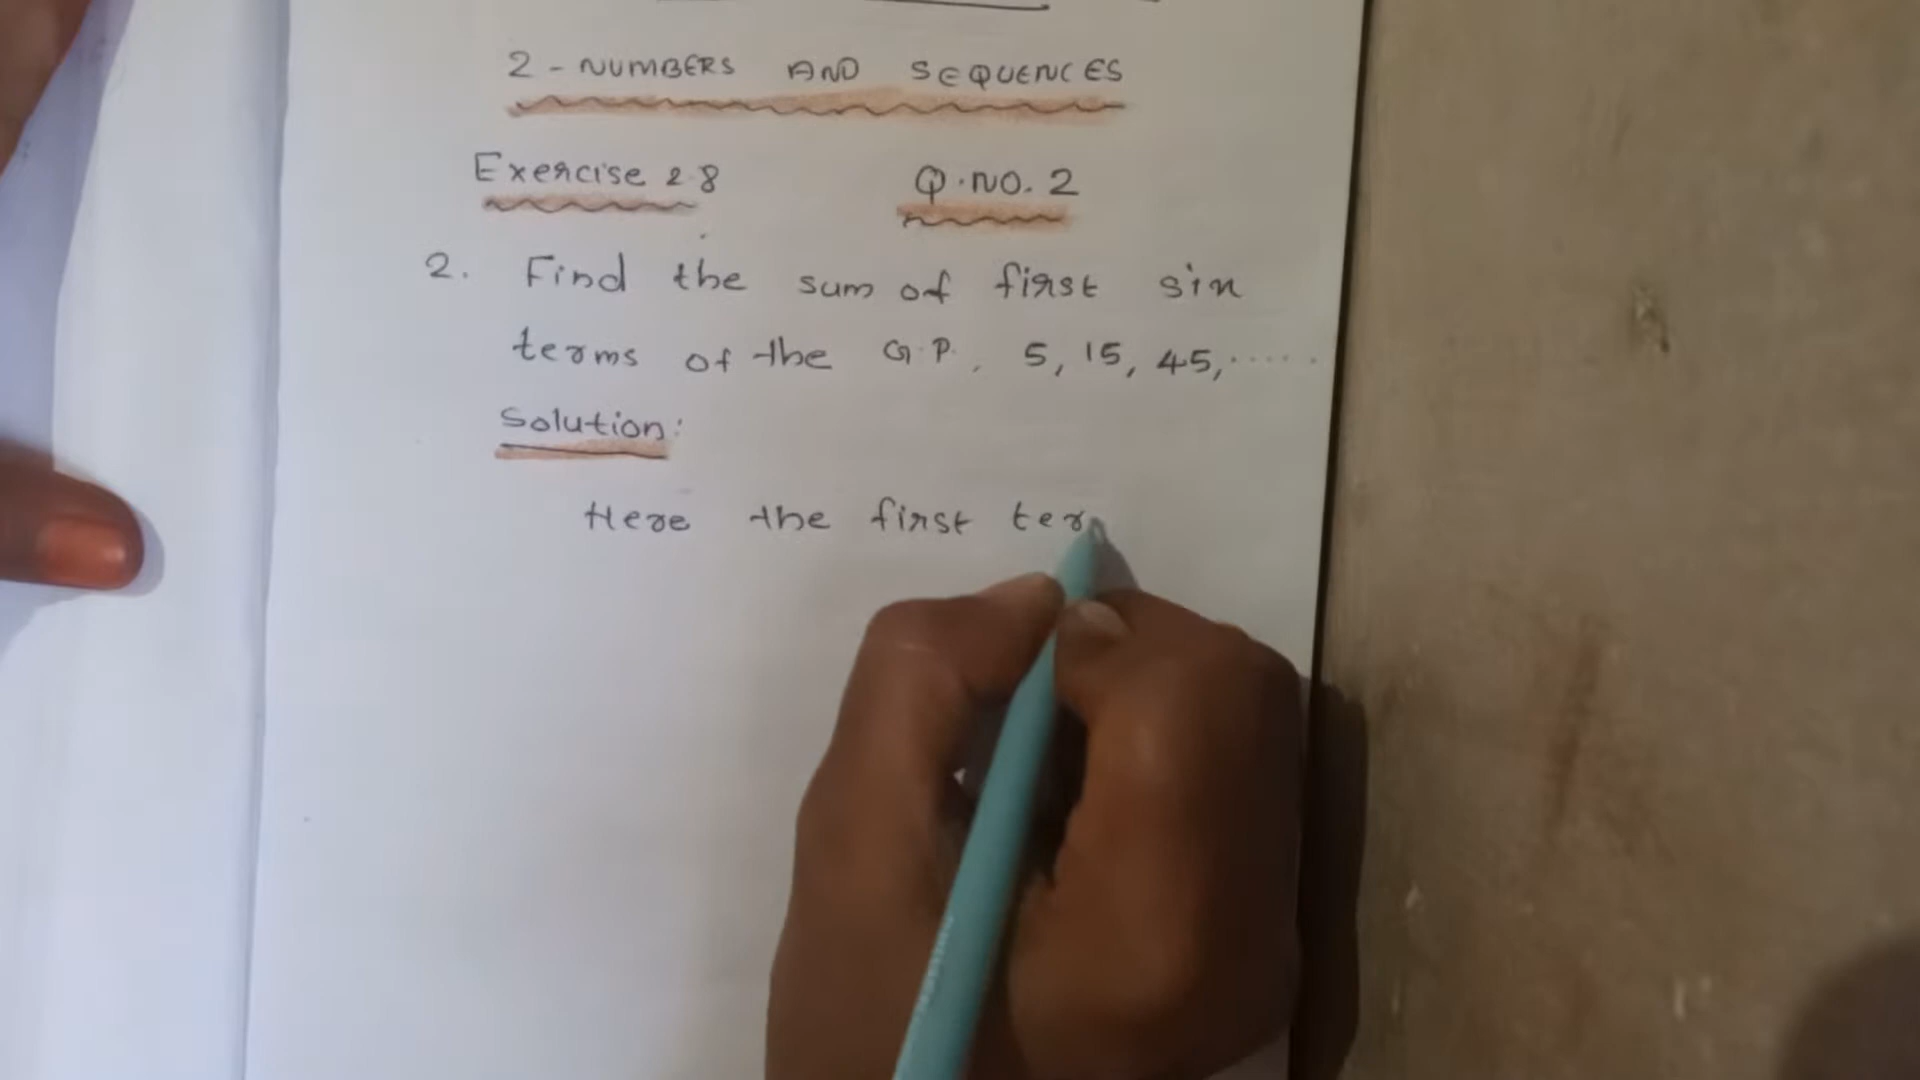 2 - NUMBERS AND SEQUENCES
Exercise 2.8 Q.NO. 2
2. Find the sum of first six
terms of the G.P. , 5, 15, 45, ......
Solution:
Here the first ter